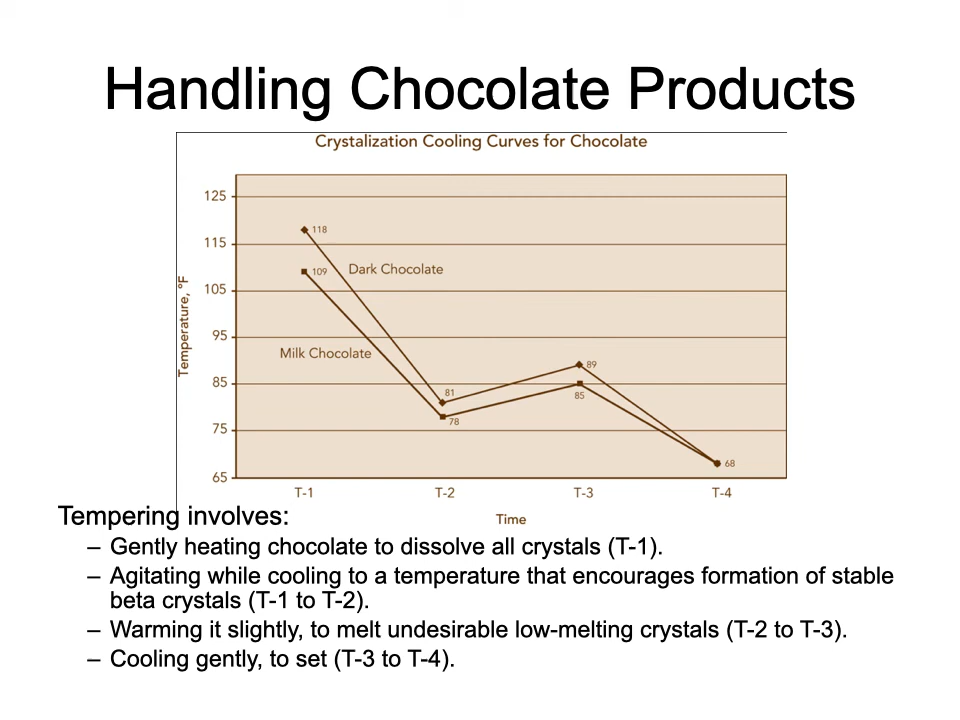 Handling Chocolate Products
Crystalization Cooling Curves for Chocolate
Temperature, °F
125
115
105
95
85
75
65
118
109
Dark Chocolate
Milk Chocolate
81
78
89
85
68
T-1 T-2 T-3 T-4
Time
Tempering involves:
– Gently heating chocolate to dissolve all crystals (T-1).
– Agitating while cooling to a temperature that encourages formation of stable
beta crystals (T-1 to T-2).
– Warming it slightly, to melt undesirable low-melting crystals (T-2 to T-3).
– Cooling gently, to set (T-3 to T-4).